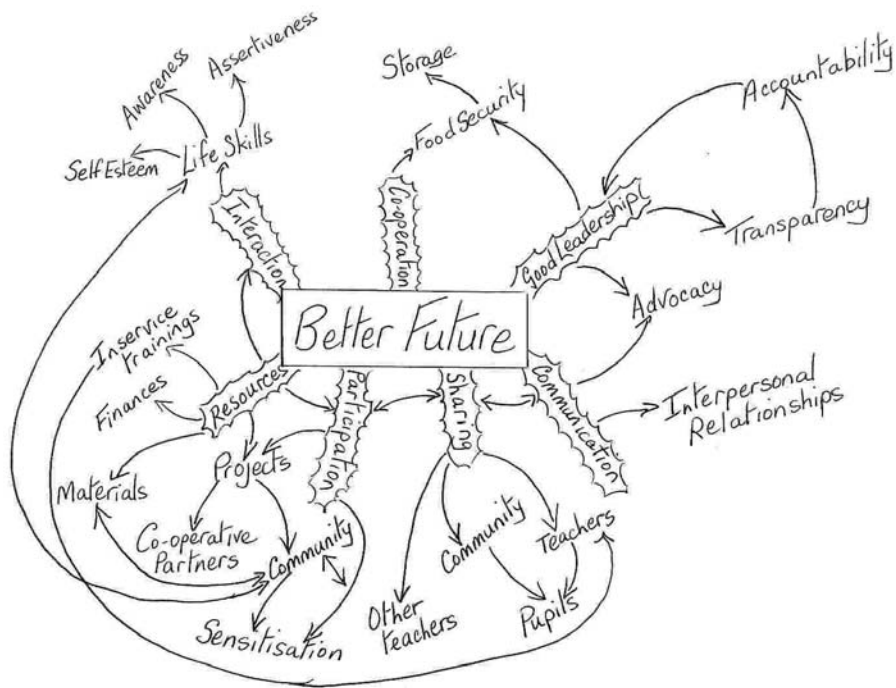 Storage
Assertiveness
Awareness
Accountability
Food Security
Life Skills
Self Esteem
Interaction
Co-operation
Good Leadership
Transparency
Advocacy
Better Future
Inservice
trainings
Finances
Resources
Participation
Sharing
Communication
Interpersonal
Relationships
Materials
Projects
Co-operative
Partners
Community
Community
Teachers
Sensitisation
Other
teachers
Pupils